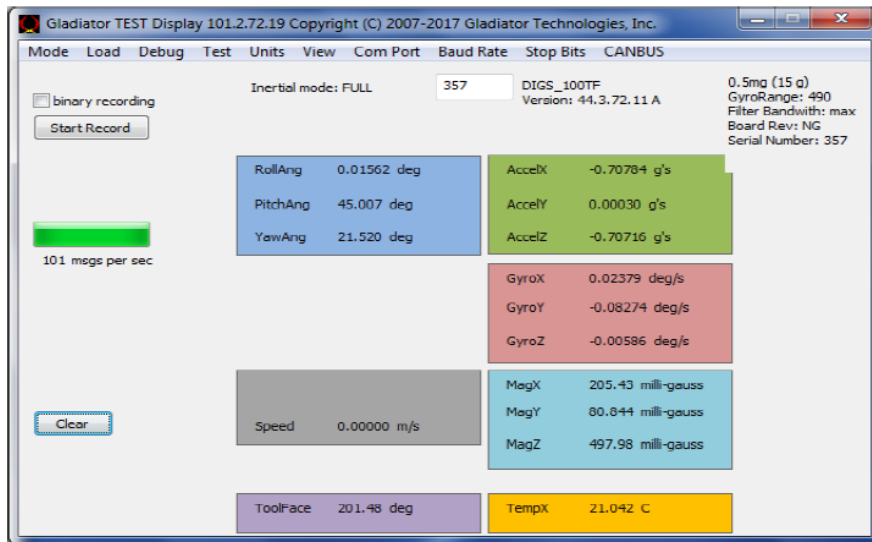 Gladiator TEST Display 101.2.72.19 Copyright (C) 2007-2017 Gladiator Technologies, Inc.
Mode Load Debug Test Units View Com Port Baud Rate Stop Bits CANBUS
binary recording
Start Record
Inertial mode: FULL
357
DIGS_100TF
Version: 44.3.72.11 A
0.5mg (15 g)
GyroRange: 490
Filter Bandwith: max
Board Rev: NG
Serial Number: 357
RollAng 0.01562 deg
PitchAng 45.007 deg
YawAng 21.520 deg
AccelX -0.70784 g's
AccelY 0.00030 g's
AccelZ -0.70716 g's
101 msgs per sec
GyroX 0.02379 deg/s
GyroY -0.08274 deg/s
GyroZ -0.00586 deg/s
Clear
Speed 0.00000 m/s
MagX 205.43 milli-gauss
MagY 80.844 milli-gauss
MagZ 497.98 milli-gauss
ToolFace 201.48 deg
TempX 21.042 C